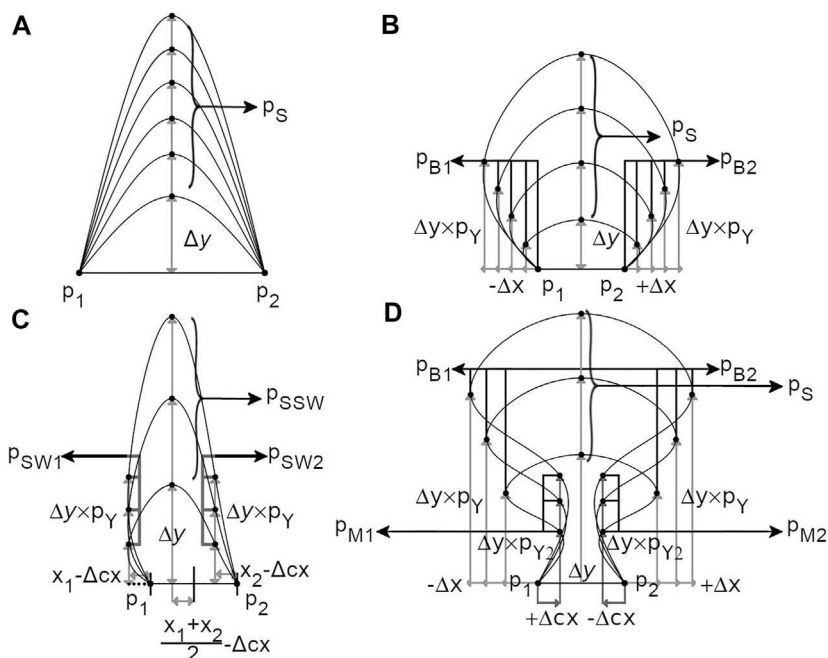 A
p_S
Δy
p_1
p_2
B
p_B1
p_S
p_B2
Δy×p_Y
Δy
Δy×p_Y
-Δx
p_1
p_2
+Δx
C
p_SSW
p_SW1
p_SW2
Δy×p_Y
Δy
Δy×p_Y
x_1-Δcx
p_1
x_2-Δcx
p_2
x_1+x_2
2
-Δcx
D
p_B1
p_B2
p_S
Δy×p_Y
Δy×p_Y
p_M1
Δy×p_Y2
Δy×p_Y2
p_M2
-Δx
p_1
Δy
p_2
+Δx
+Δcx
-Δcx